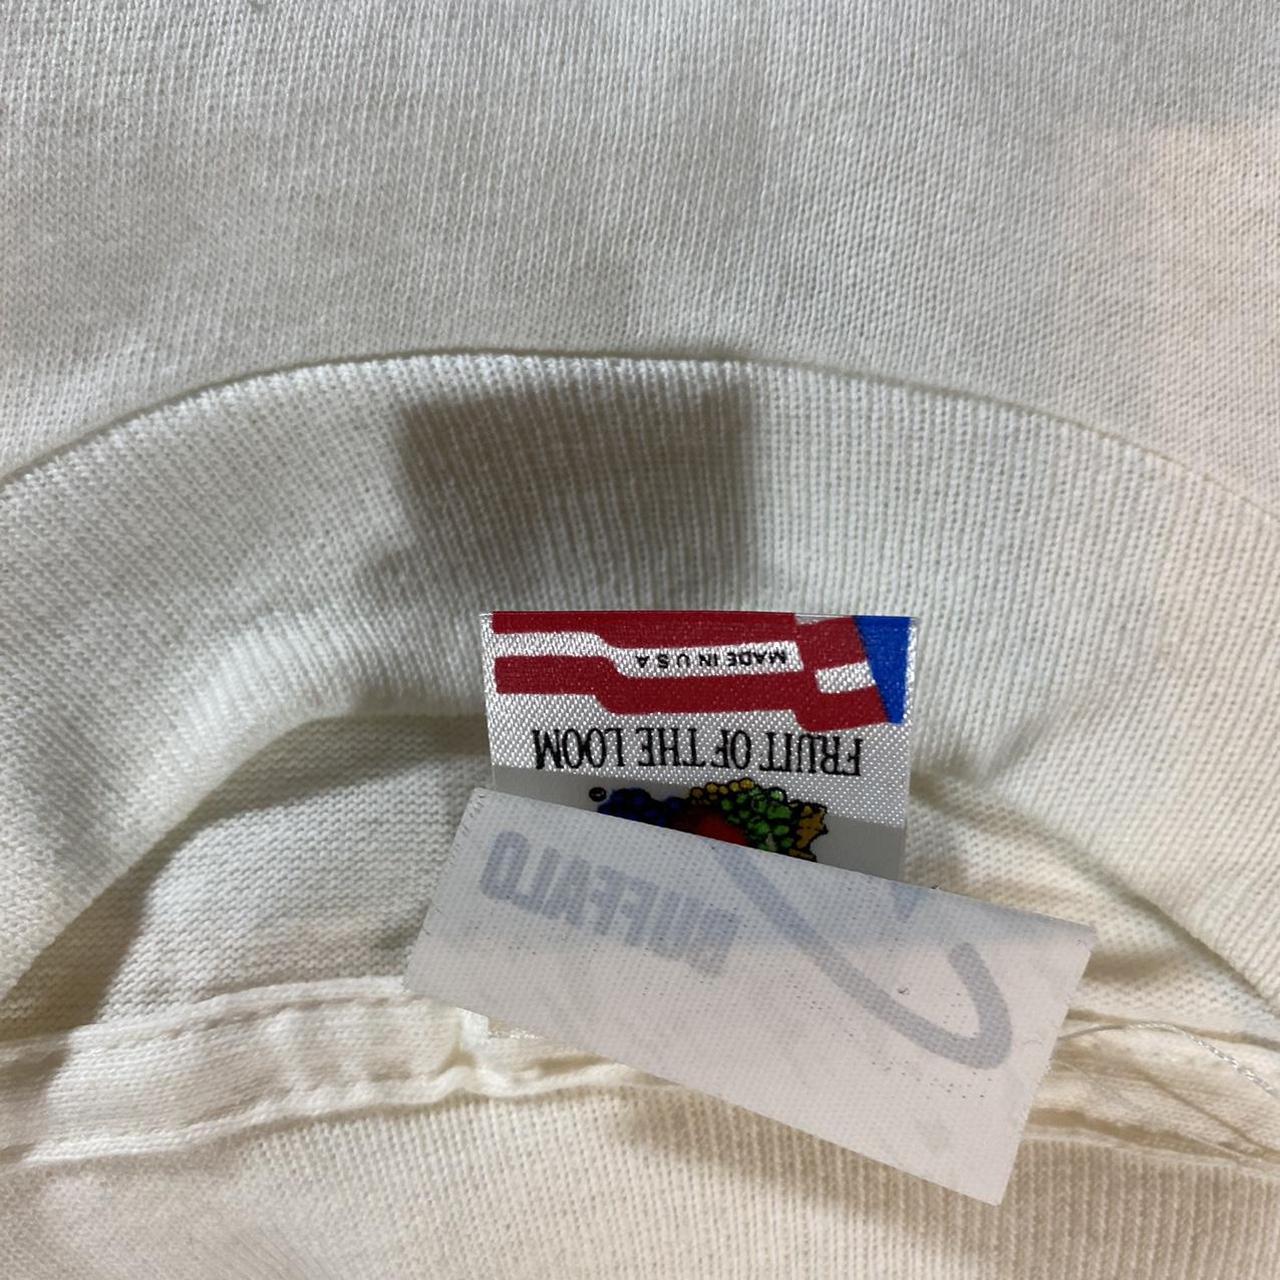 MADE IN U S A
FRUIT OF THE LOOM
®
BUFFALO